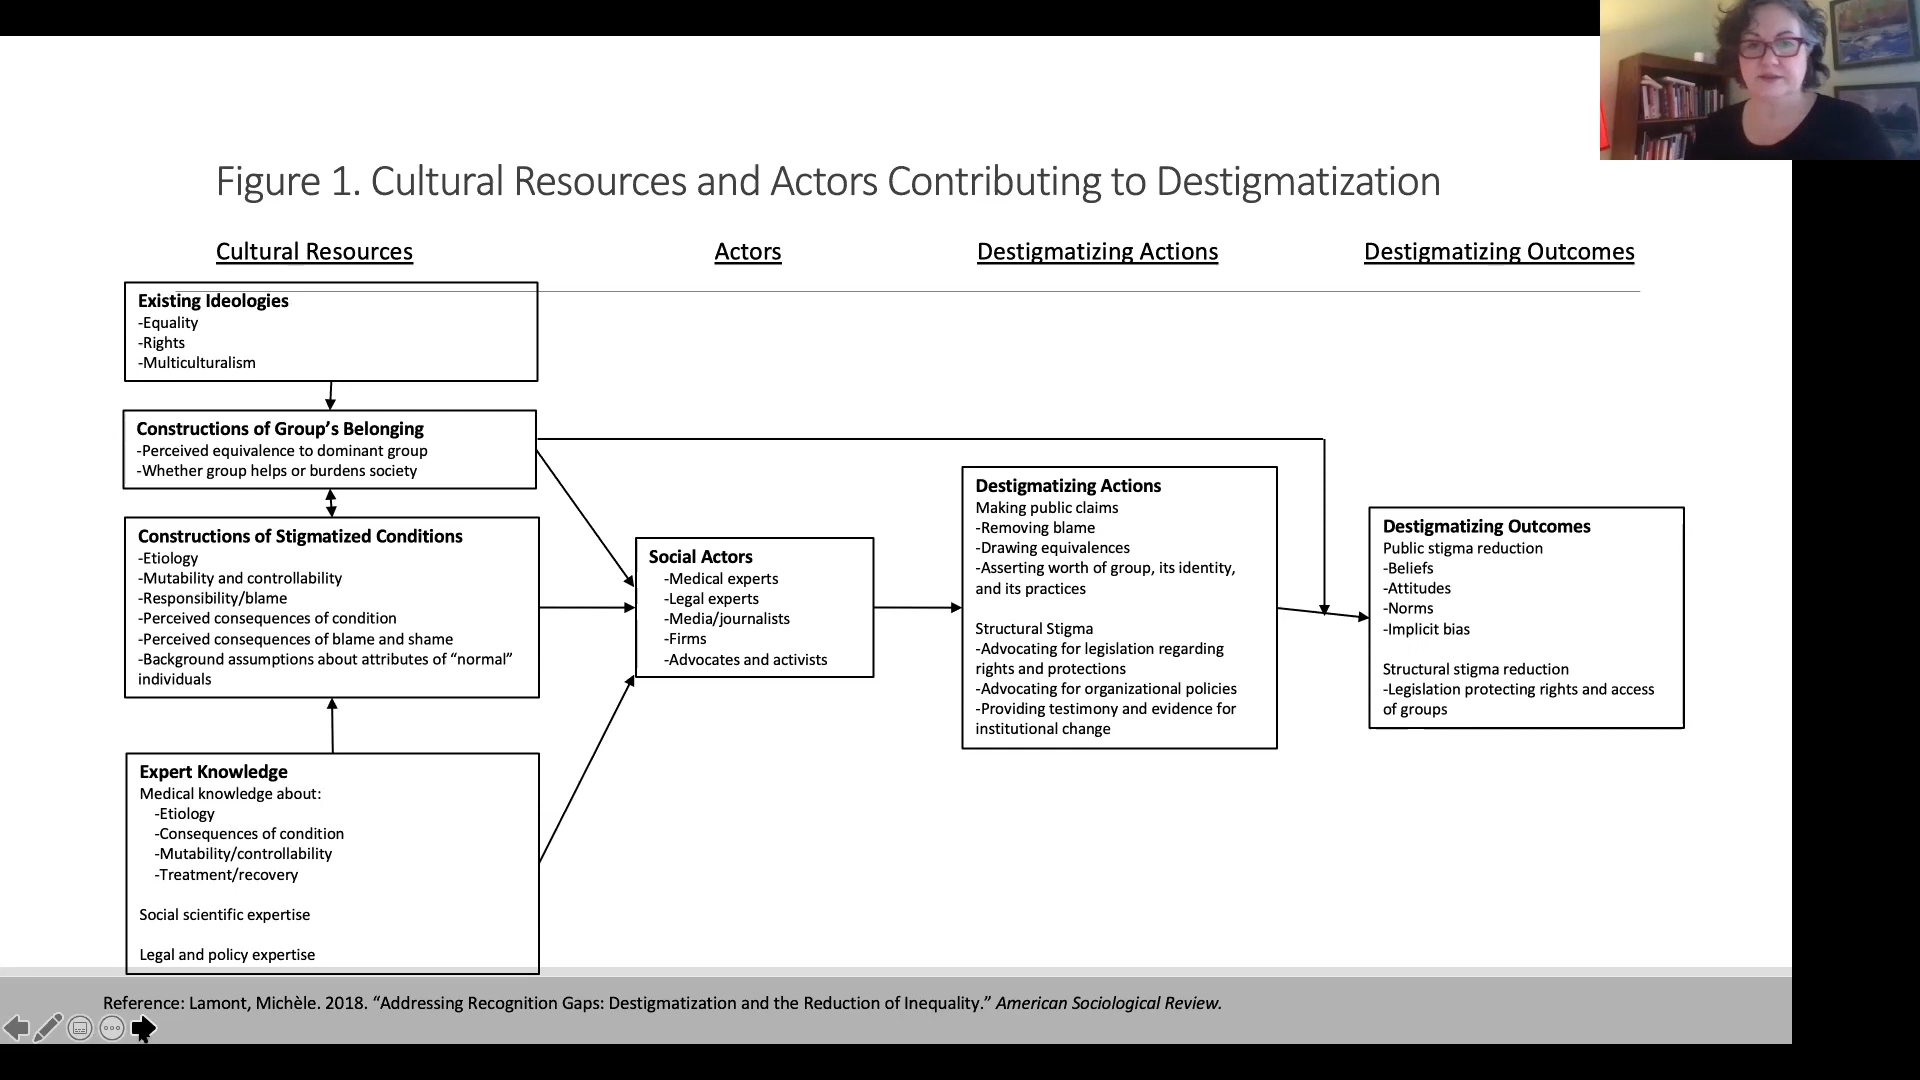 Figure 1. Cultural Resources and Actors Contributing to Destigmatization
Cultural Resources
Actors
Destigmatizing Actions
Destigmatizing Outcomes
Existing Ideologies
-Equality
-Rights
-Multiculturalism
Constructions of Group’s Belonging
-Perceived equivalence to dominant group
-Whether group helps or burdens society
Constructions of Stigmatized Conditions
-Etiology
-Mutability and controllability
-Responsibility/blame
-Perceived consequences of condition
-Perceived consequences of blame and shame
-Background assumptions about attributes of “normal”
individuals
Expert Knowledge
Medical knowledge about:
-Etiology
-Consequences of condition
-Mutability/controllability
-Treatment/recovery
Social scientific expertise
Legal and policy expertise
Social Actors
-Medical experts
-Legal experts
-Media/journalists
-Firms
-Advocates and activists
Destigmatizing Actions
Making public claims
-Removing blame
-Drawing equivalences
-Asserting worth of group, its identity,
and its practices
Structural Stigma
-Advocating for legislation regarding
rights and protections
-Advocating for organizational policies
-Providing testimony and evidence for
institutional change
Destigmatizing Outcomes
Public stigma reduction
-Beliefs
-Attitudes
-Norms
-Implicit bias
Structural stigma reduction
-Legislation protecting rights and access
of groups
Reference: Lamont, Michèle. 2018. “Addressing Recognition Gaps: Destigmatization and the Reduction of Inequality.” American Sociological Review.